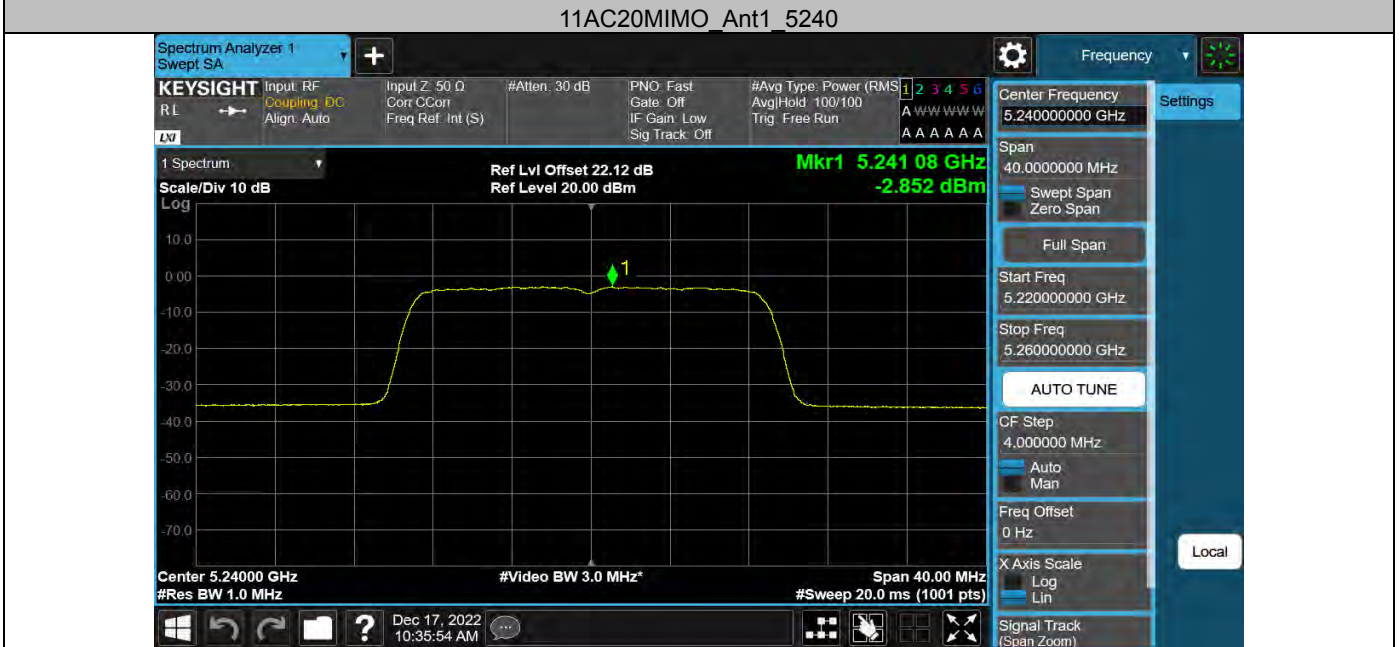 11AC20MIMO_Ant1_5240
Spectrum Analyzer 1
Swept SA
Frequency
KEYSIGHT
RL
LXI
Input: RF
Coupling: DC
Align: Auto
Input Z: 50 Ω
Corr CCorr
Freq Ref: Int (S)
#Atten: 30 dB
PNO: Fast
Gate: Off
IF Gain: Low
Sig Track: Off
#Avg Type: Power (RMS
Avg|Hold: 100/100
Trig: Free Run
1 2 3 4 5 6
A W W W W W
A A A A A A
1 Spectrum
Scale/Div 10 dB
Log
Ref Lvl Offset 22.12 dB
Ref Level 20.00 dBm
Mkr1 5.241 08 GHz
-2.852 dBm
1
10.0
0.00
-10.0
-20.0
-30.0
-40.0
-50.0
-60.0
-70.0
Center 5.24000 GHz
#Res BW 1.0 MHz
#Video BW 3.0 MHz*
Span 40.00 MHz
#Sweep 20.0 ms (1001 pts)
Dec 17, 2022
10:35:54 AM
Center Frequency
5.240000000 GHz
Span
40.0000000 MHz
Swept Span
Zero Span
Full Span
Start Freq
5.220000000 GHz
Stop Freq
5.260000000 GHz
AUTO TUNE
CF Step
4.000000 MHz
Auto
Man
Freq Offset
0 Hz
X Axis Scale
Log
Lin
Signal Track
(Span Zoom)
Settings
Local